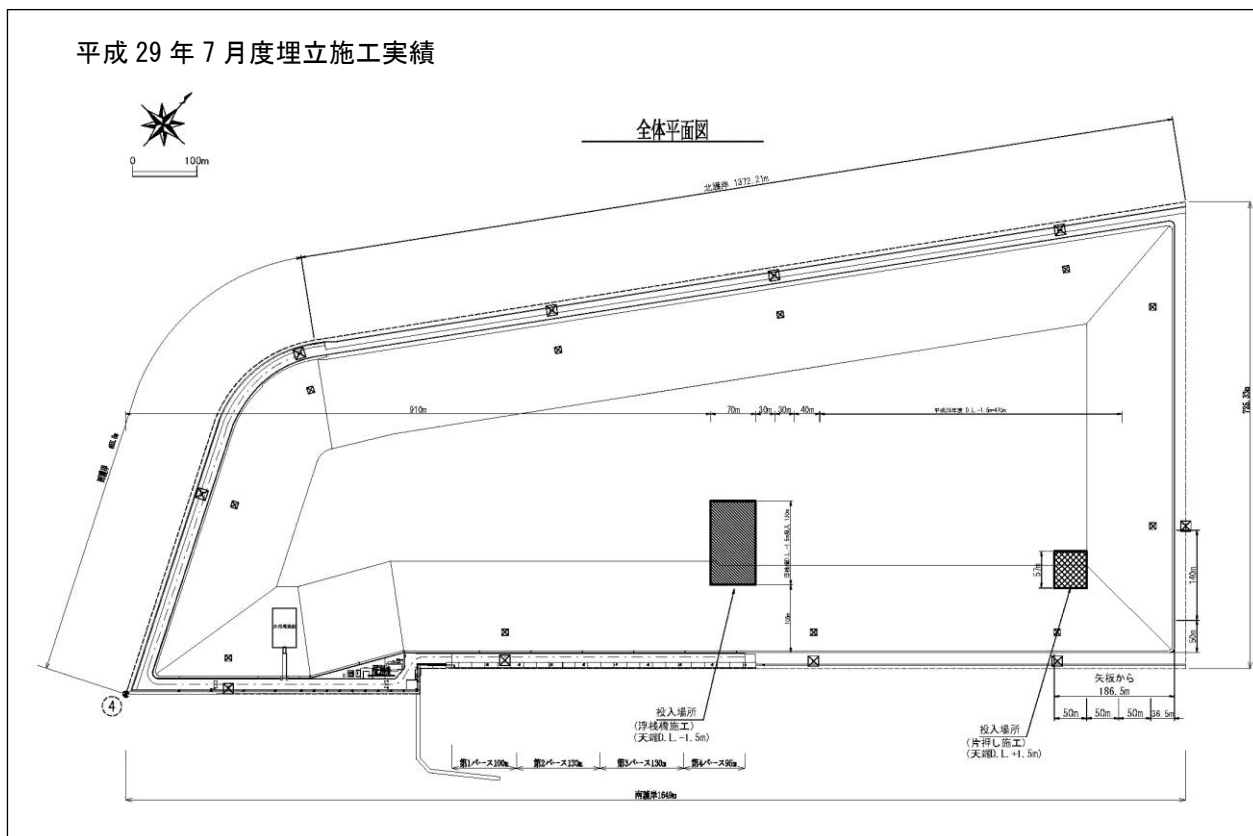 平成 29 年 7 月度埋立施工実績
全体平面図
0 100m
北護岸 1372.21m
910m
70m
30m
30m
40m
57m
140m
50m
矢板から
186.5m
50m
50m
50m
36.5m
投入場所
(浮桟橋施工)
(天端D.L.-1.5m)
投入場所
(片押し施工)
(天端D.L.+1.5m)
④
第1バース100m
第2バース130m
第3バース130m
第4バース95m
南護岸1649m